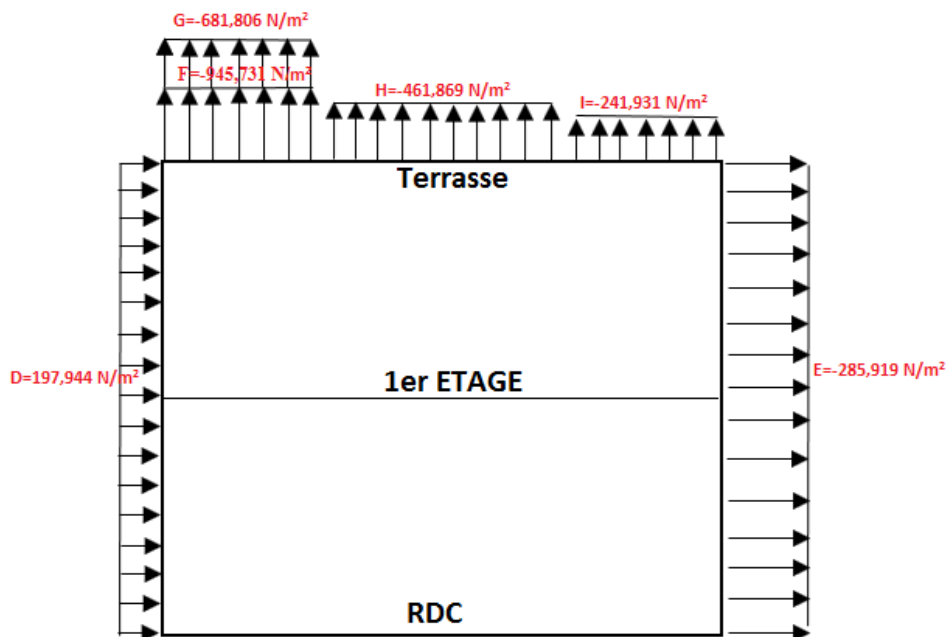 G=-681,806 N/m²
F=-945,731 N/m²
H=-461,869 N/m²
I=-241,931 N/m²
Terrasse
D=197,944 N/m²
1er ETAGE
E=-285,919 N/m²
RDC